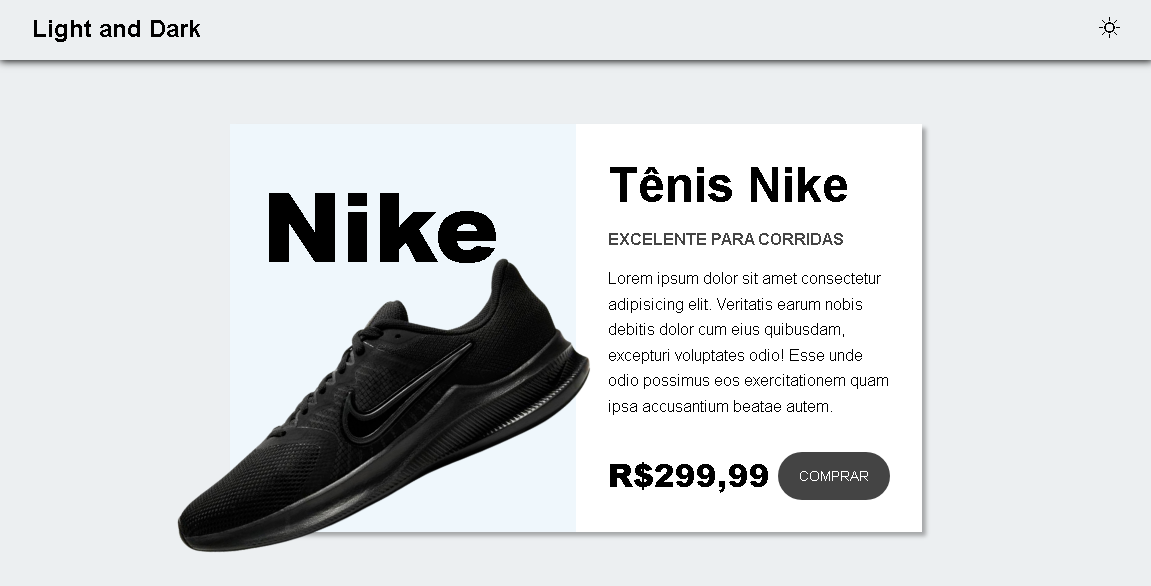 Light and Dark
Nike
Tênis Nike
EXCELENTE PARA CORRIDAS
Lorem ipsum dolor sit amet consectetur
adipisicing elit. Veritatis earum nobis
debitis dolor cum eius quibusdam,
excepturi voluptates odio! Esse unde
odio possimus eos exercitationem quam
ipsa accusantium beatae autem.
R$299,99
COMPRAR